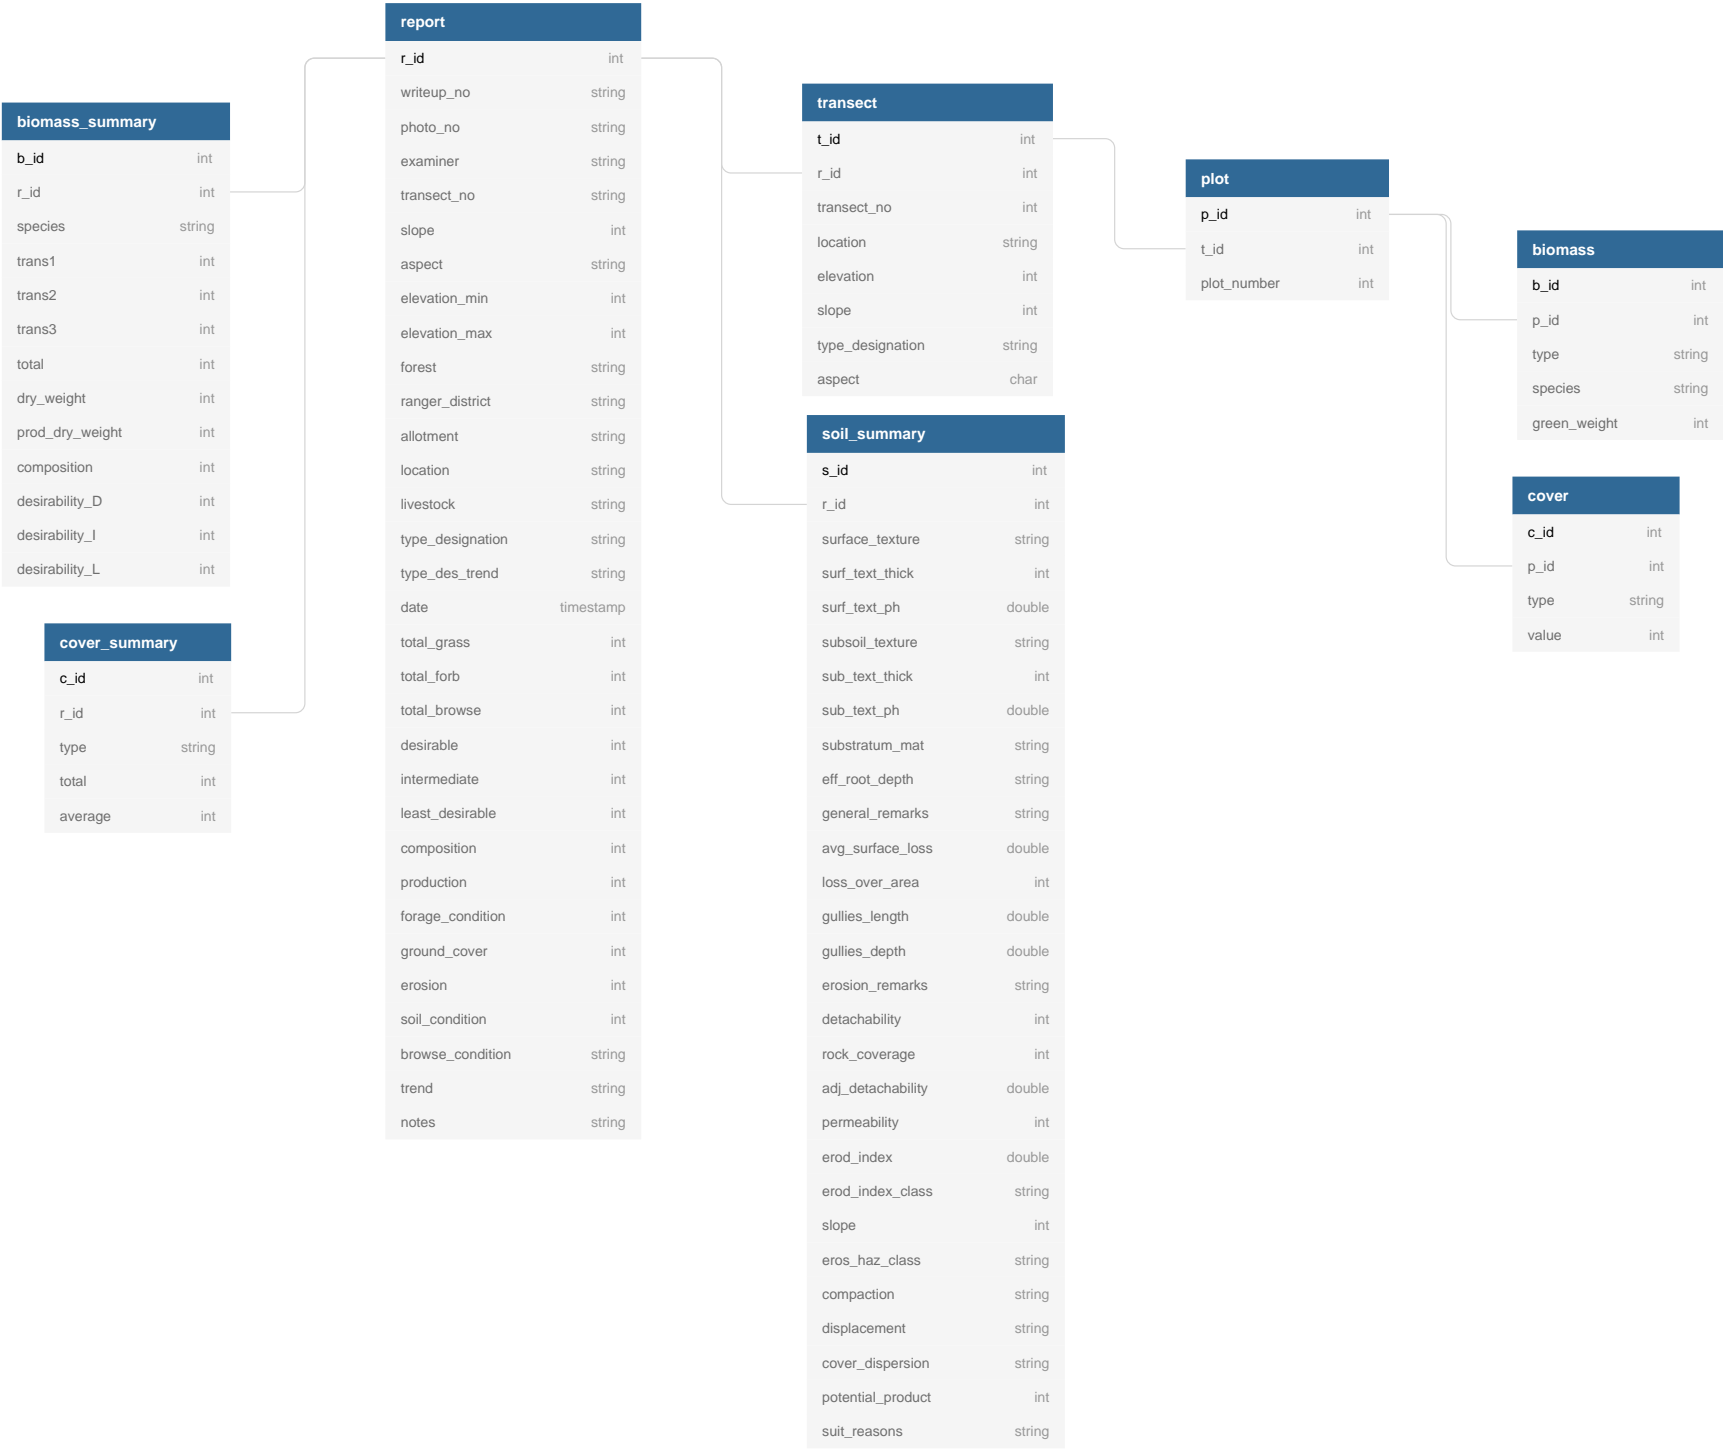 report
r_id int
writeup_no string
photo_no string
examiner string
transect_no string
slope int
aspect string
elevation_min int
elevation_max int
forest string
ranger_district string
allotment string
location string
livestock string
type_designation string
type_des_trend string
date timestamp
total_grass int
total_forb int
total_browse int
desirable int
intermediate int
least_desirable int
composition int
production int
forage_condition int
ground_cover int
erosion int
soil_condition int
browse_condition string
trend string
notes string
biomass_summary
b_id int
r_id int
species string
trans1 int
trans2 int
trans3 int
total int
dry_weight int
prod_dry_weight int
composition int
desirability_D int
desirability_I int
desirability_L int
cover_summary
c_id int
r_id int
type string
total int
average int
transect
t_id int
r_id int
transect_no int
location string
elevation int
slope int
type_designation string
aspect char
soil_summary
s_id int
r_id int
surface_texture string
surf_text_thick int
surf_text_ph double
subsoil_texture string
sub_text_thick int
sub_text_ph double
substratum_mat string
eff_root_depth string
general_remarks string
avg_surface_loss double
loss_over_area int
gullies_length double
gullies_depth double
erosion_remarks string
detachability int
rock_coverage int
adj_detachability double
permeability int
erod_index double
erod_index_class string
slope int
eros_haz_class string
compaction string
displacement string
cover_dispersion string
potential_product int
suit_reasons string
plot
p_id int
t_id int
plot_number int
biomass
b_id int
p_id int
type string
species string
green_weight int
cover
c_id int
p_id int
type string
value int